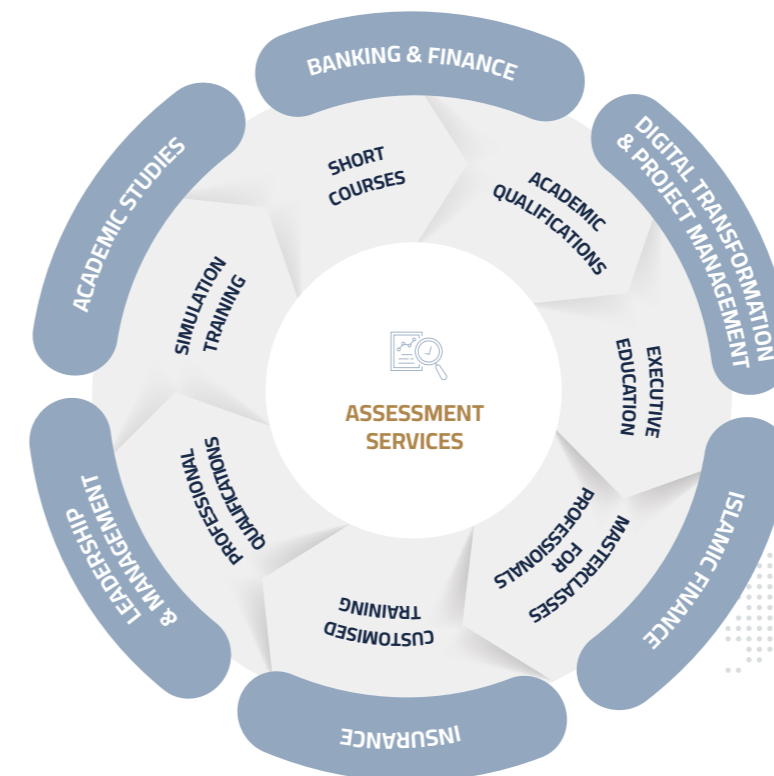 BANKING & FINANCE
DIGITAL TRANSFORMATION
& PROJECT MANAGEMENT
ISLAMIC FINANCE
INSURANCE
LEADERSHIP
& MANAGEMENT
ACADEMIC STUDIES
SHORT
COURSES
ACADEMIC
QUALIFICATIONS
EXECUTIVE
EDUCATION
MASTERCLASSES
FOR
PROFESSIONALS
CUSTOMISED
TRAINING
PROFESSIONAL
QUALIFICATIONS
SIMULATION
TRAINING
ASSESSMENT
SERVICES